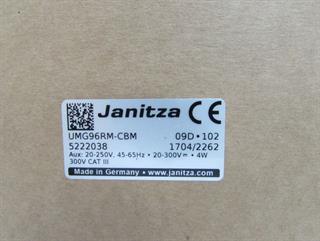 Janitza CE
UMG96RM-CBM 09D•102
5222038 1704/2262
Aux: 20-250V, 45-65Hz • 20-300V⎓ • 4W
300V CAT III
Made in Germany • www.janitza.com